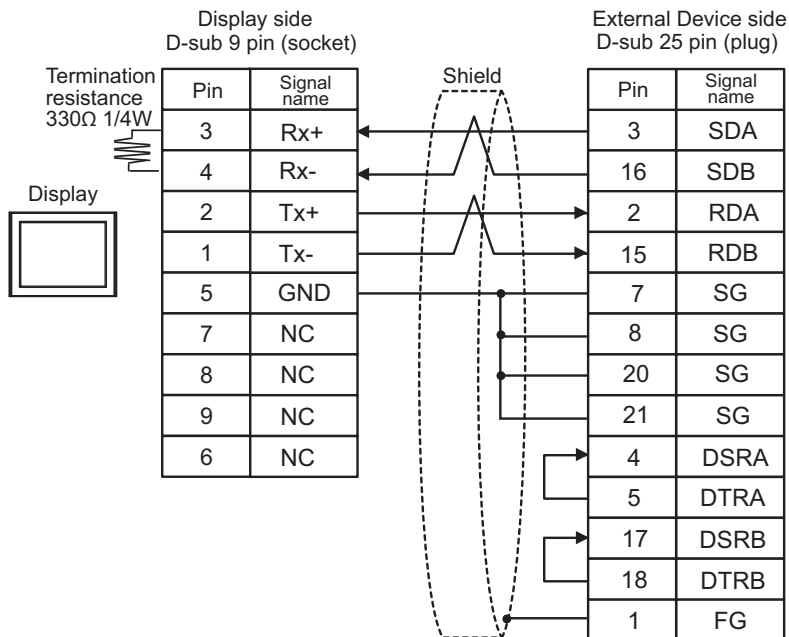 Display side
D-sub 9 pin (socket)
External Device side
D-sub 25 pin (plug)
Termination
resistance
330Ω 1/4W
Display
Shield
Pin Signal name
3 Rx+
4 Rx-
2 Tx+
1 Tx-
5 GND
7 NC
8 NC
9 NC
6 NC
Pin Signal name
3 SDA
16 SDB
2 RDA
15 RDB
7 SG
8 SG
20 SG
21 SG
4 DSRA
5 DTRA
17 DSRB
18 DTRB
1 FG